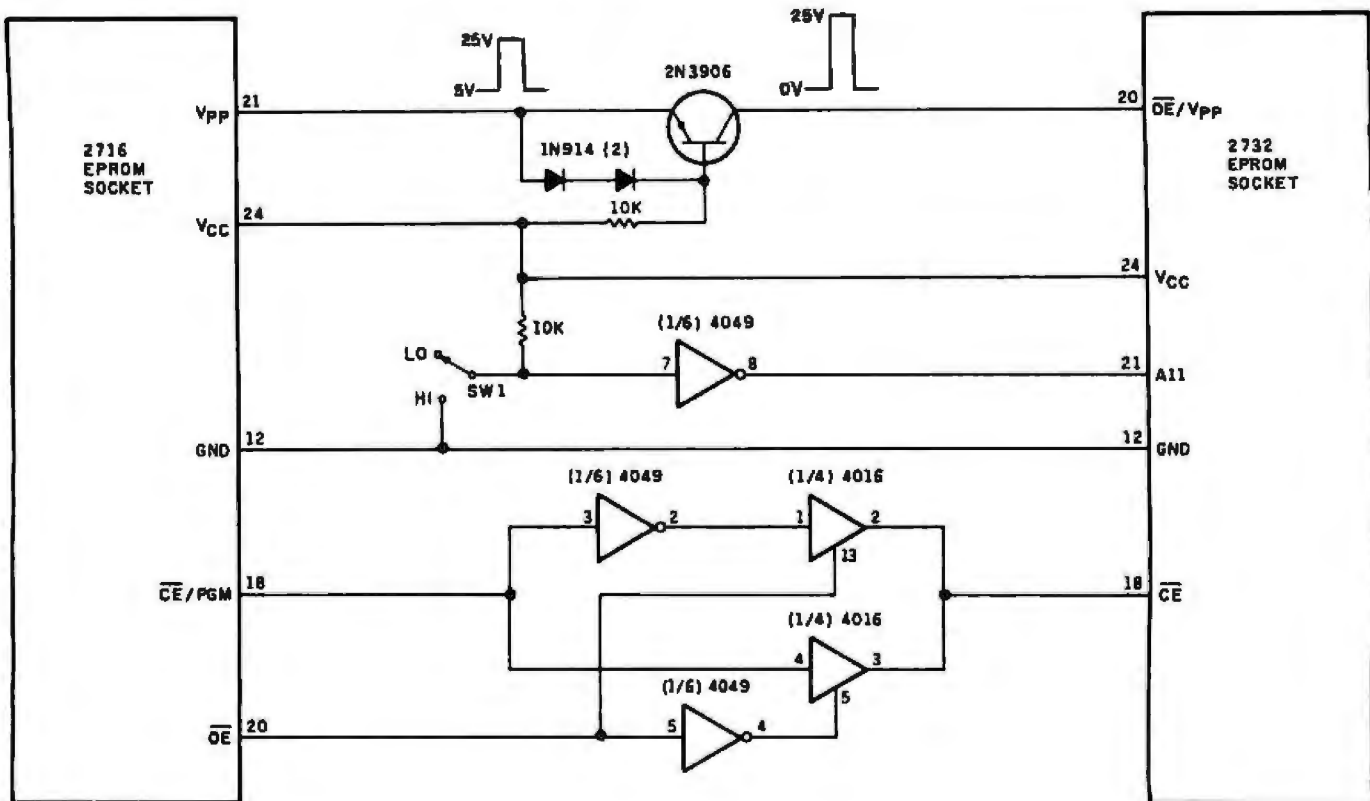 25V
5V
2N3906
25V
0V
VPP
21
20
OE/VPP
2716
EPROM
SOCKET
2732
EPROM
SOCKET
1N914 (2)
10K
VCC
24
24
VCC
10K
(1/6) 4049
LO
SW1
7
8
21
A11
HI
GND
12
12
GND
(1/6) 4049
(1/4) 4016
3
2
1
2
13
CE/PGM
18
18
CE
(1/4) 4016
4
3
5
(1/6) 4049
OE
20
5
4